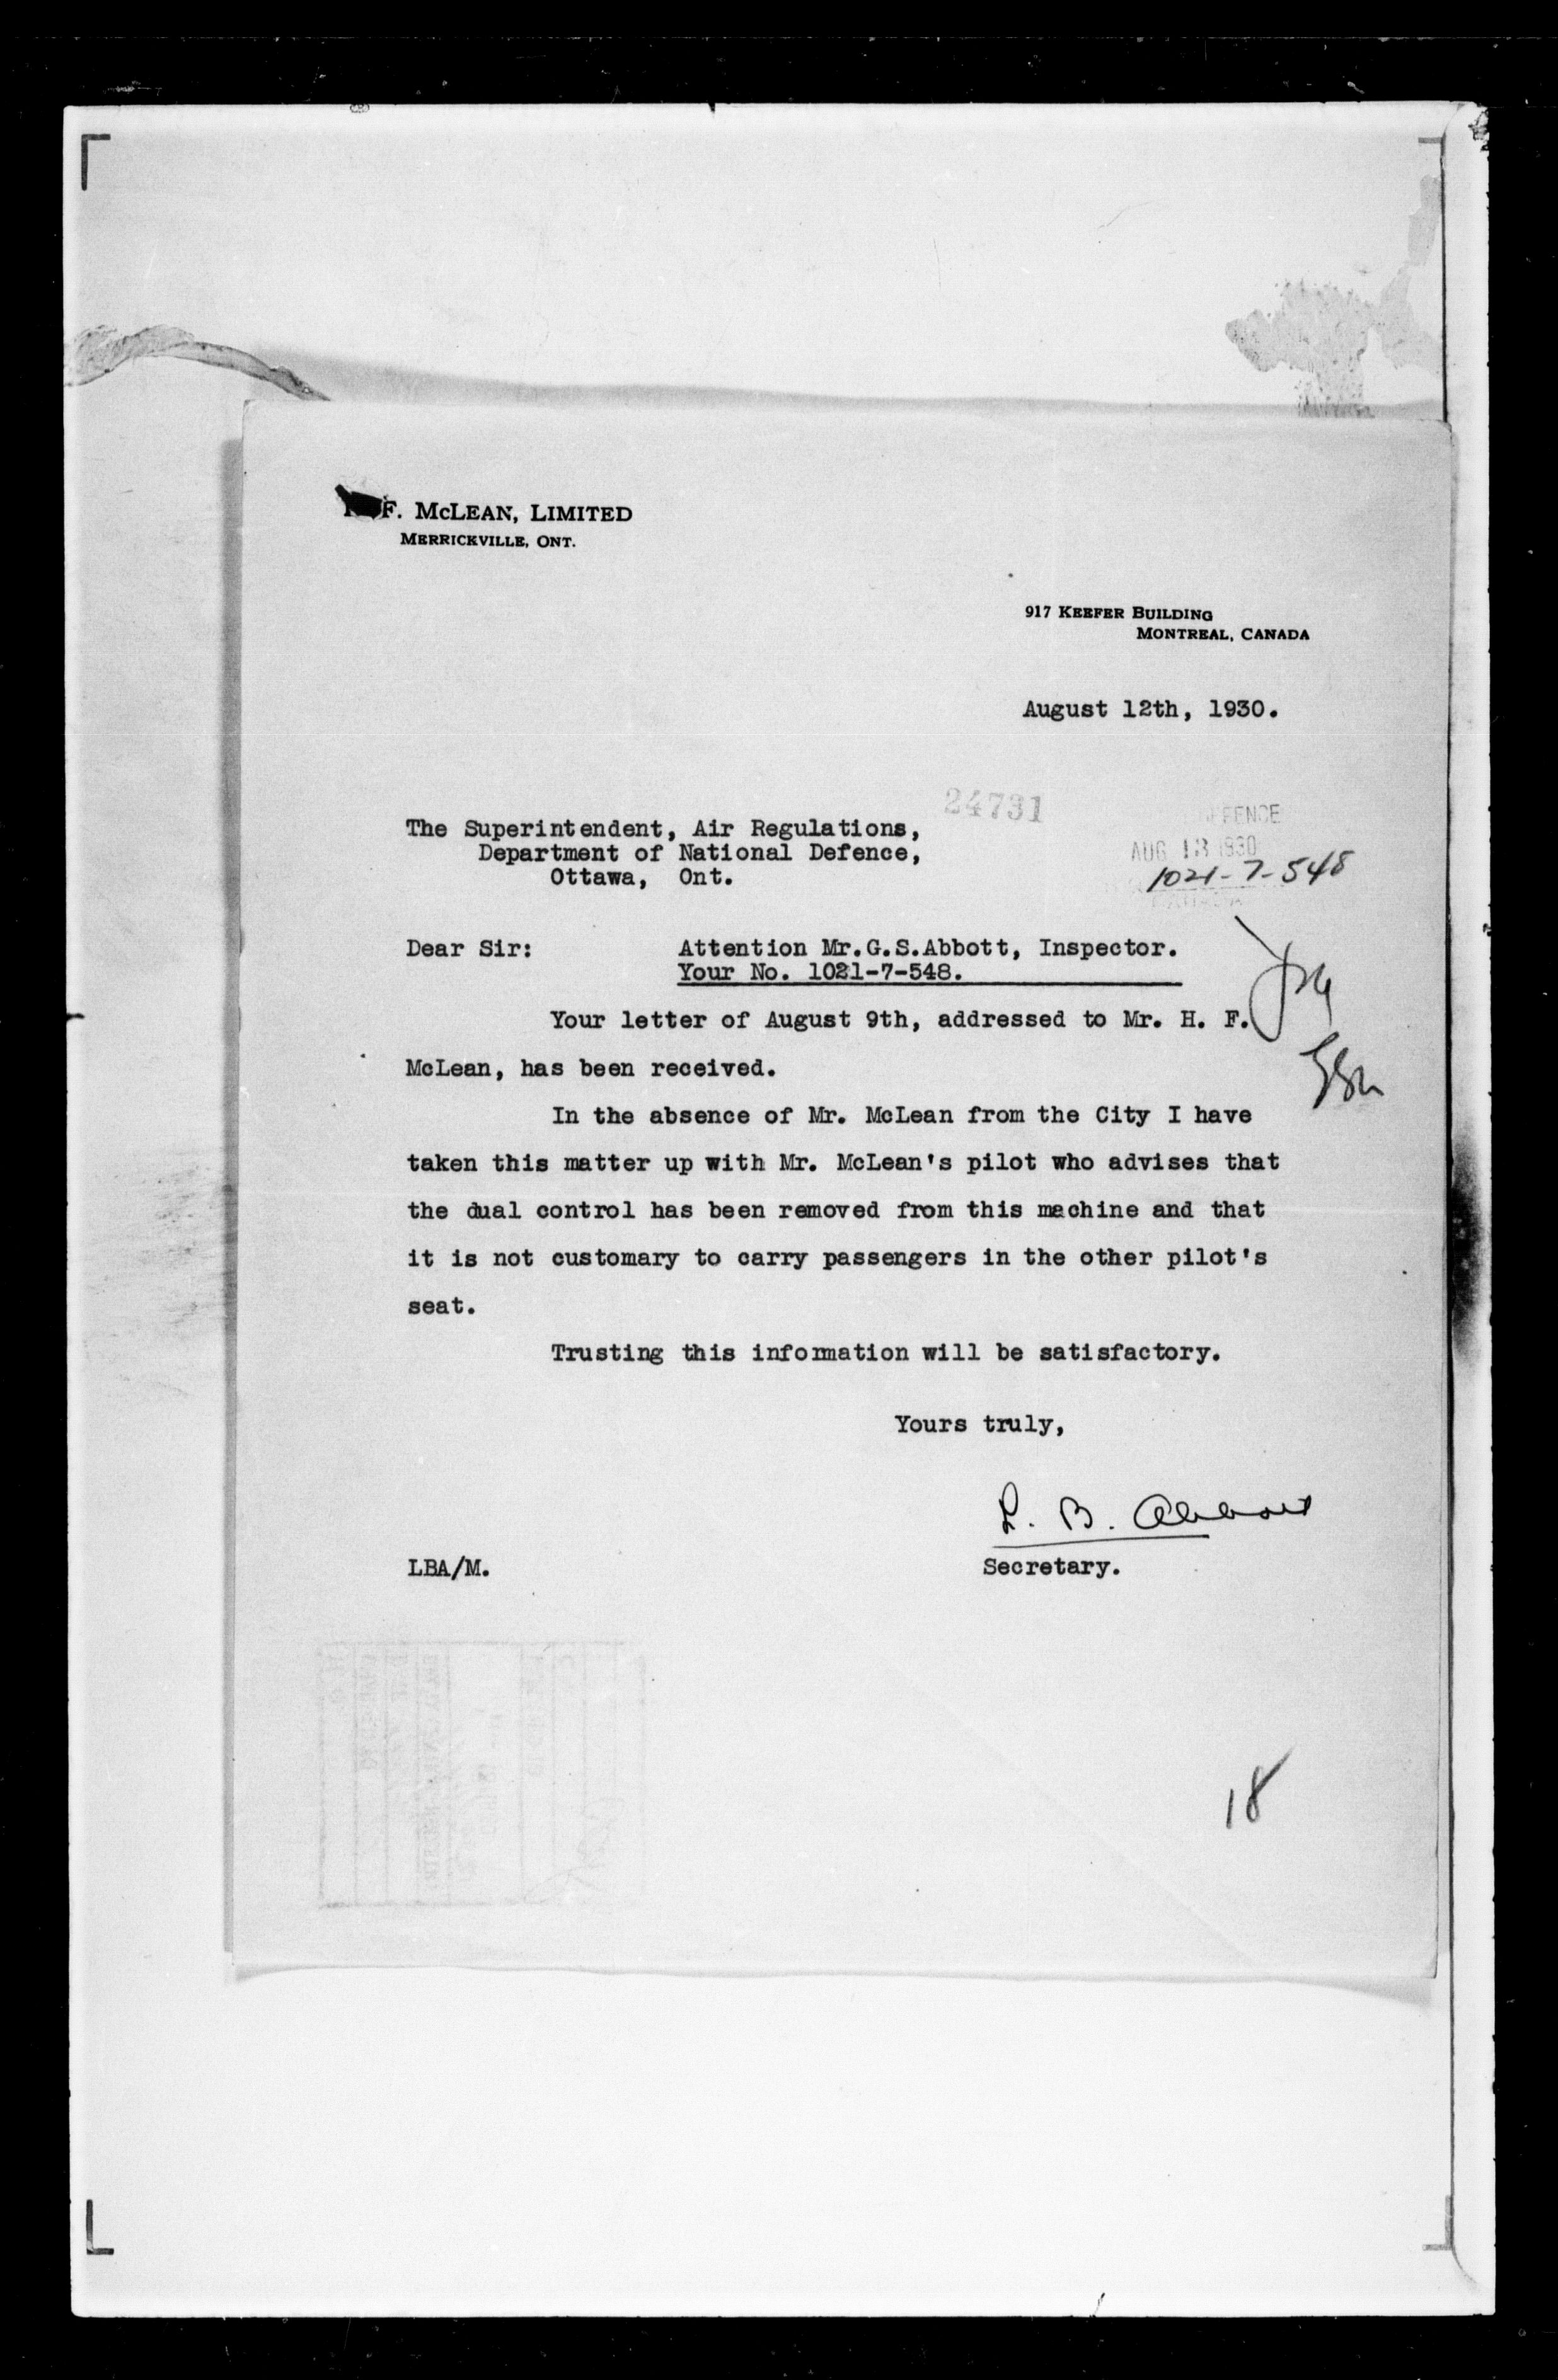 F. McLean, Limited
Merrickville, Ont.
917 Keefer Building
Montreal, Canada
August 12th, 1930.
24731
The Superintendent, Air Regulations,
Department of National Defence,
Ottawa, Ont.
AUG 13 1930
1021-7-548
Dear Sir: Attention Mr.G.S.Abbott, Inspector.
Your No. 1021-7-548.
Your letter of August 9th, addressed to Mr. H. F.
McLean, has been received.
In the absence of Mr. McLean from the City I have
taken this matter up with Mr. McLean's pilot who advises that
the dual control has been removed from this machine and that
it is not customary to carry passengers in the other pilot's
seat.
Trusting this information will be satisfactory.
Yours truly,
L. B. Abbott
LBA/M. Secretary.
18